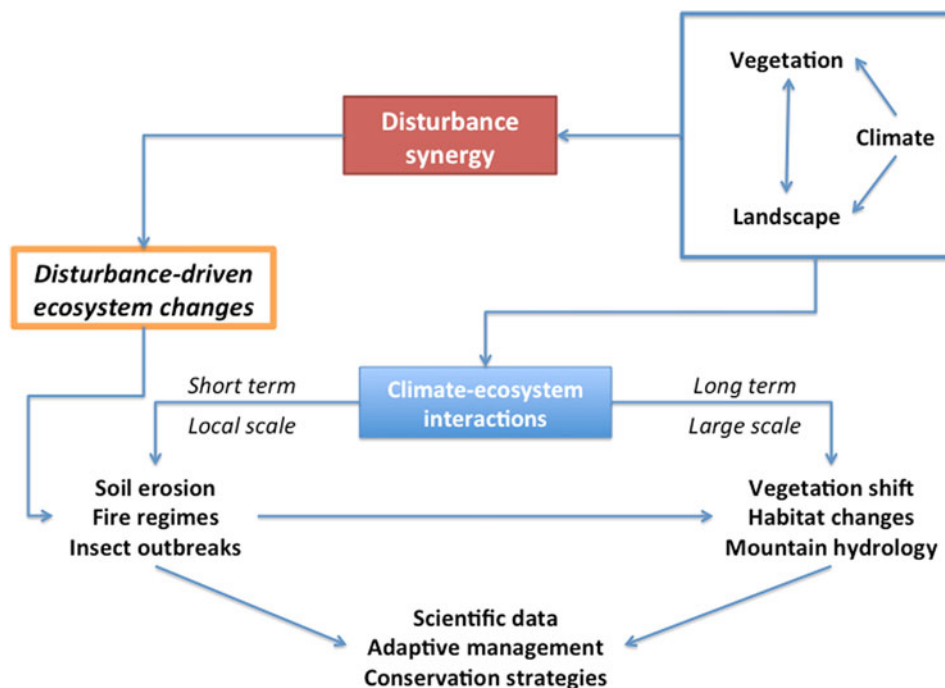 Vegetation
Climate
Landscape
Disturbance
synergy
Disturbance-driven
ecosystem changes
Short term
Local scale
Climate-ecosystem
interactions
Long term
Large scale
Soil erosion
Fire regimes
Insect outbreaks
Vegetation shift
Habitat changes
Mountain hydrology
Scientific data
Adaptive management
Conservation strategies